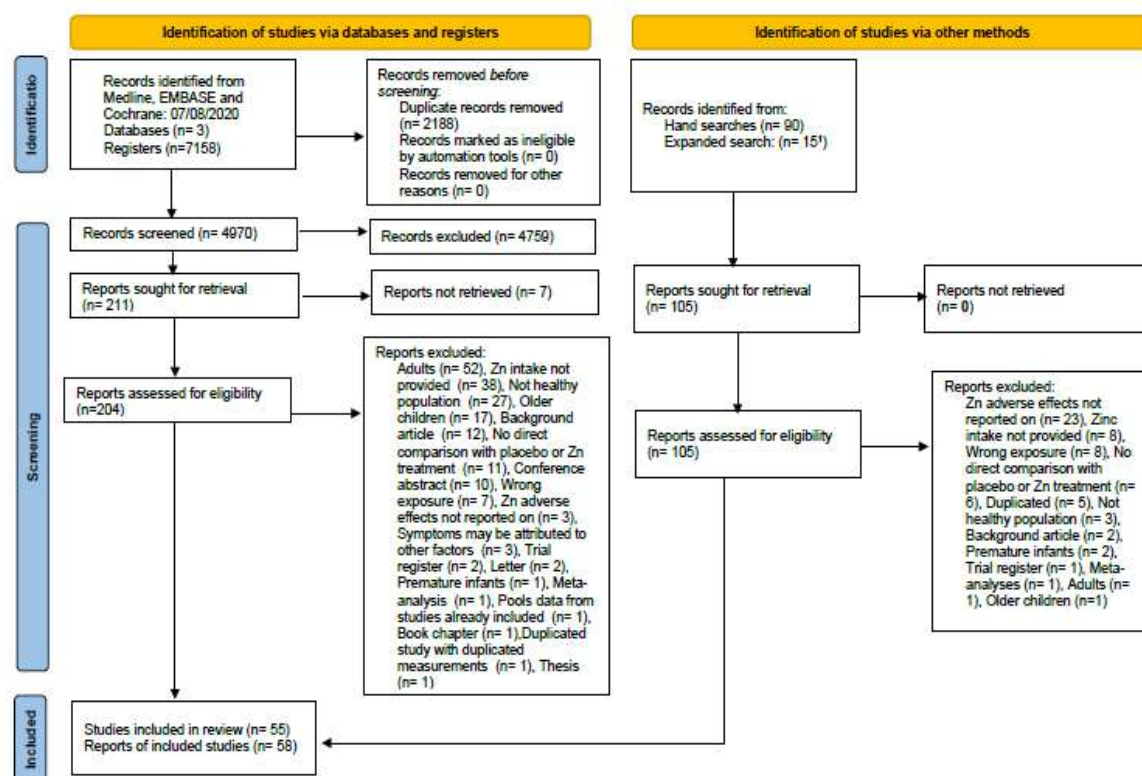 Identification of studies via databases and registers
Identification of studies via other methods
Identificatio
Records identified from
Medline, EMBASE and
Cochrane: 07/08/2020
Databases (n= 3)
Registers (n=7158)
Records removed before
screening:
Duplicate records removed
(n= 2188)
Records marked as ineligible
by automation tools (n= 0)
Records removed for other
reasons (n= 0)
Records identified from:
Hand searches (n= 90)
Expanded search: (n= 15¹)
Screening
Records screened (n= 4970)
Records excluded (n= 4759)
Reports sought for retrieval
(n= 211)
Reports not retrieved (n= 7)
Reports sought for retrieval
(n= 105)
Reports not retrieved
(n= 0)
Reports assessed for eligibility
(n=204)
Reports excluded:
Adults (n= 52), Zn intake not
provided (n= 38), Not healthy
population (n= 27), Older
children (n= 17), Background
article (n= 12), No direct
comparison with placebo or Zn
treatment (n= 11), Conference
abstract (n= 10), Wrong
exposure (n= 7), Zn adverse
effects not reported on (n= 3),
Symptoms may be attributed to
other factors (n= 3), Trial
register (n= 2), Letter (n= 2),
Premature infants (n= 1), Meta-
analysis (n= 1), Pools data from
studies already included (n= 1),
Book chapter (n= 1),Duplicated
study with duplicated
measurements (n= 1), Thesis
(n= 1)
Reports assessed for eligibility
(n= 105)
Reports excluded:
Zn adverse effects not
reported on (n= 23), Zinc
intake not provided (n= 8),
Wrong exposure (n= 8), No
direct comparison with
placebo or Zn treatment (n=
6), Duplicated (n= 5), Not
healthy population (n= 3),
Background article (n= 2),
Premature infants (n= 2),
Trial register (n= 1), Meta-
analyses (n= 1), Adults (n=
1), Older children (n=1)
Included
Studies included in review (n= 55)
Reports of included studies (n= 58)